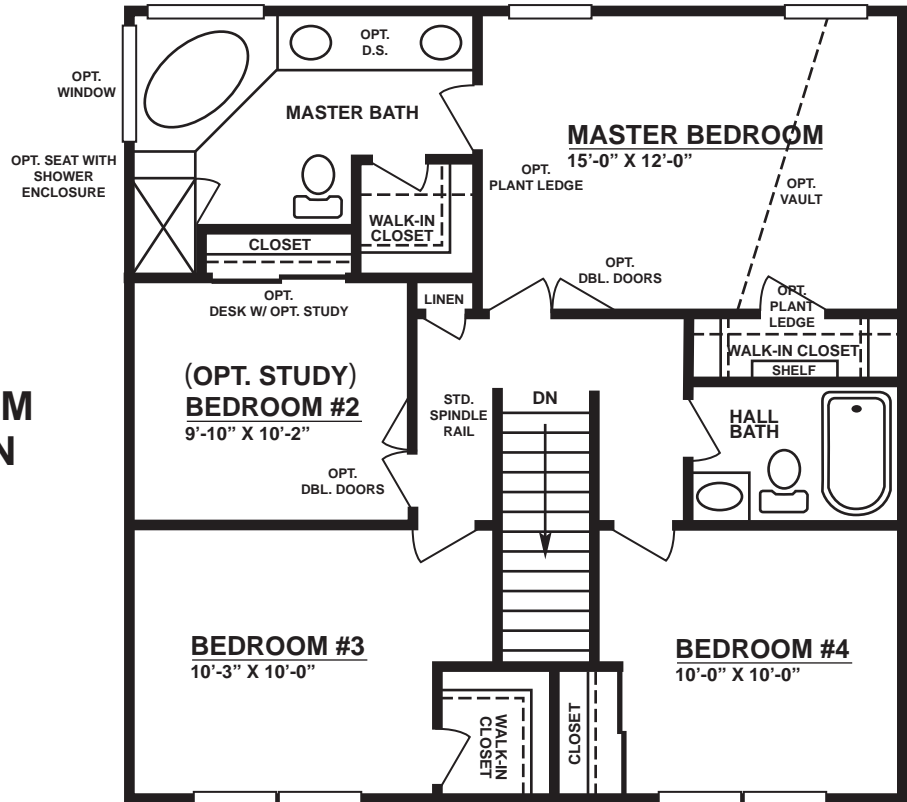 OPT.
D.S.
OPT.
WINDOW
MASTER BATH
MASTER BEDROOM
15’-0” X 12’-0”
OPT. SEAT WITH
SHOWER
ENCLOSURE
OPT.
PLANT LEDGE
OPT.
VAULT
WALK-IN
CLOSET
CLOSET
OPT.
DBL. DOORS
OPT.
DESK W/ OPT. STUDY
LINEN
OPT.
PLANT
LEDGE
WALK-IN CLOSET
SHELF
(OPT. STUDY)
BEDROOM #2
9’-10” X 10’-2”
STD.
SPINDLE
RAIL
DN
HALL
BATH
M
N
OPT.
DBL. DOORS
BEDROOM #3
10’-3” X 10’-0”
BEDROOM #4
10’-0” X 10’-0”
WALK-IN
CLOSET
CLOSET